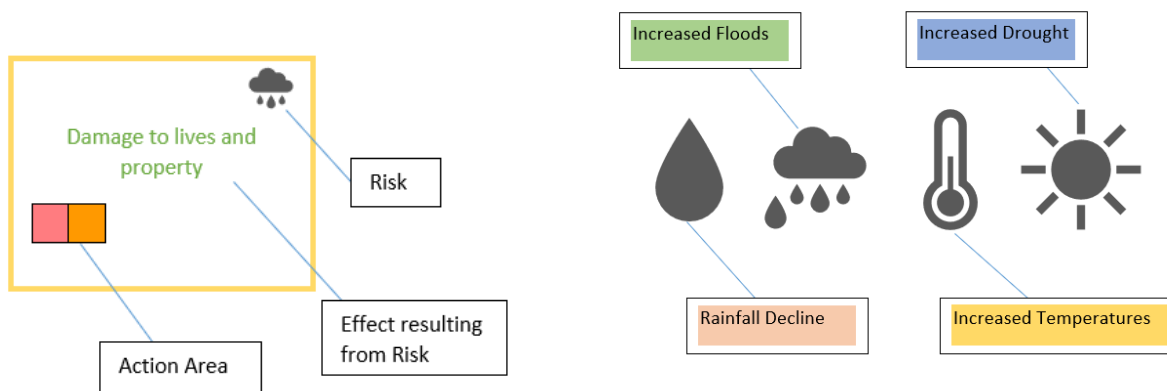 Damage to lives and
property
Risk
Effect resulting
from Risk
Action Area
Increased Floods
Increased Drought
Rainfall Decline
Increased Temperatures